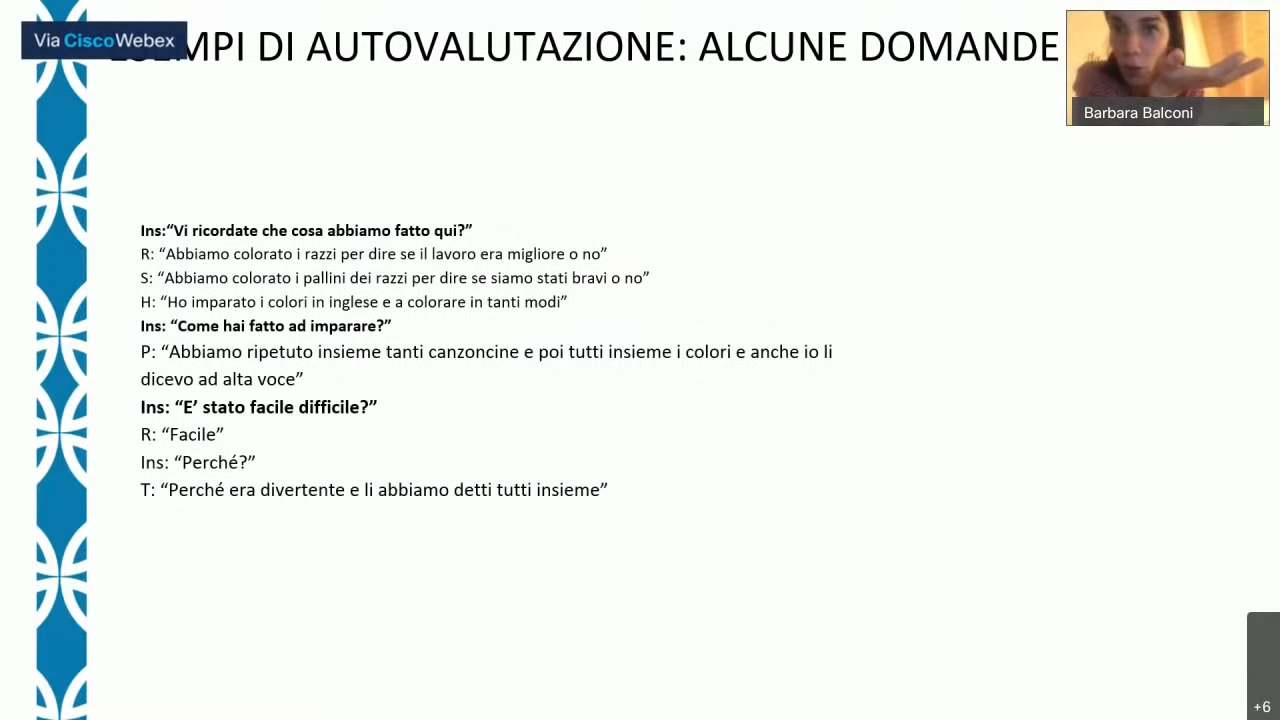 Via Cisco Webex
MPI DI AUTOVALUTAZIONE: ALCUNE DOMANDE
Barbara Balconi
Ins:“Vi ricordate che cosa abbiamo fatto qui?”
R: “Abbiamo colorato i razzi per dire se il lavoro era migliore o no”
S: “Abbiamo colorato i pallini dei razzi per dire se siamo stati bravi o no”
H: “Ho imparato i colori in inglese e a colorare in tanti modi”
Ins: “Come hai fatto ad imparare?”
P: “Abbiamo ripetuto insieme tanti canzoncine e poi tutti insieme i colori e anche io li
dicevo ad alta voce”
Ins: “E’ stato facile difficile?”
R: “Facile”
Ins: “Perché?”
T: “Perché era divertente e li abbiamo detti tutti insieme”
+6